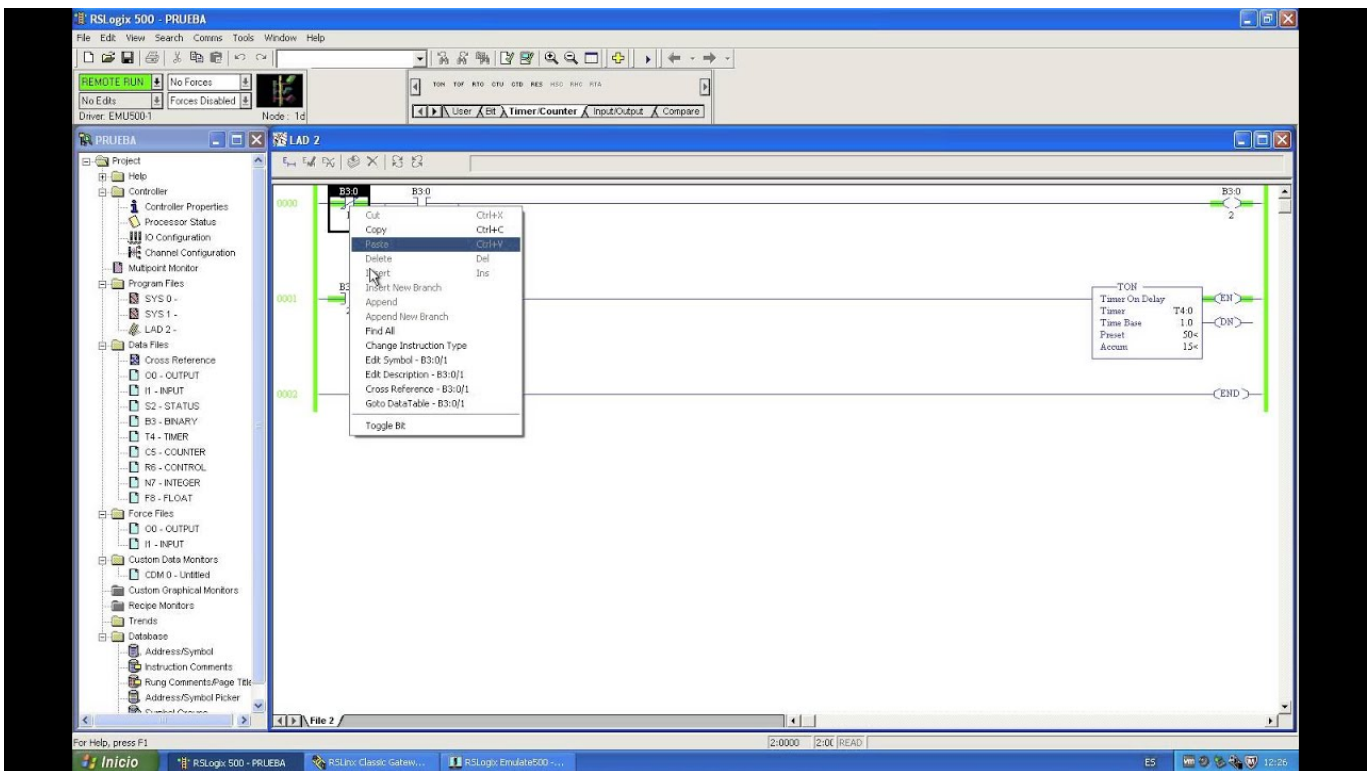 RSLogix 500 - PRUEBA
File Edit View Search Comms Tools Window Help
REMOTE RUN No Forces
No Edits Forces Disabled
Driver: EMU500-1 Node : 1d
TON TOF RTO CTU CTD RES HSC RHC RTA
User Bit Timer/Counter Input/Output Compare
PRUEBA
Project
Help
Controller
Controller Properties
Processor Status
IO Configuration
Channel Configuration
Multipoint Monitor
Program Files
SYS 0 -
SYS 1 -
LAD 2 -
Data Files
Cross Reference
O0 - OUTPUT
I1 - INPUT
S2 - STATUS
B3 - BINARY
T4 - TIMER
C5 - COUNTER
R6 - CONTROL
N7 - INTEGER
F8 - FLOAT
Force Files
O0 - OUTPUT
I1 - INPUT
Custom Data Monitors
CDM 0 - Untitled
Custom Graphical Monitors
Recipe Monitors
Trends
Database
Address/Symbol
Instruction Comments
Rung Comments/Page Title
Address/Symbol Picker
LAD 2
B3:0 B3:0 B3:0
0000
2
0001
TON
Timer On Delay
Timer T4:0
Time Base 1.0
Preset 50<
Accum 15<
EN
DN
0002
END
Cut Ctrl+X
Copy Ctrl+C
Paste Ctrl+V
Delete Del
Insert Ins
Insert New Branch
Append
Append New Branch
Find All
Change Instruction Type
Edit Symbol - B3:0/1
Edit Description - B3:0/1
Cross Reference - B3:0/1
Goto DataTable - B3:0/1
Toggle Bit
File 2
For Help, press F1
2:0000 READ
Inicio RSLogix 500 - PRUEBA RSLinx Classic Gatew... RSLogix Emulate500 -... ES 12:26